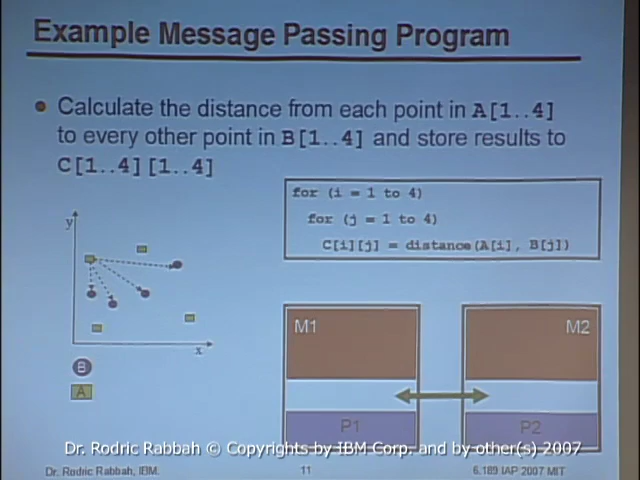 Example Message Passing Program
Calculate the distance from each point in A[1..4]
to every other point in B[1..4] and store results to
C[1..4][1..4]
for (i = 1 to 4)
for (j = 1 to 4)
C[i][j] = distance(A[i], B[j])
y
x
B
A
M1
M2
P1
P2
Dr. Rodric Rabbah © Copyrights by IBM Corp. and by other(s) 2007
Dr. Rodric Rabbah, IBM.
11
6.189 IAP 2007 MIT